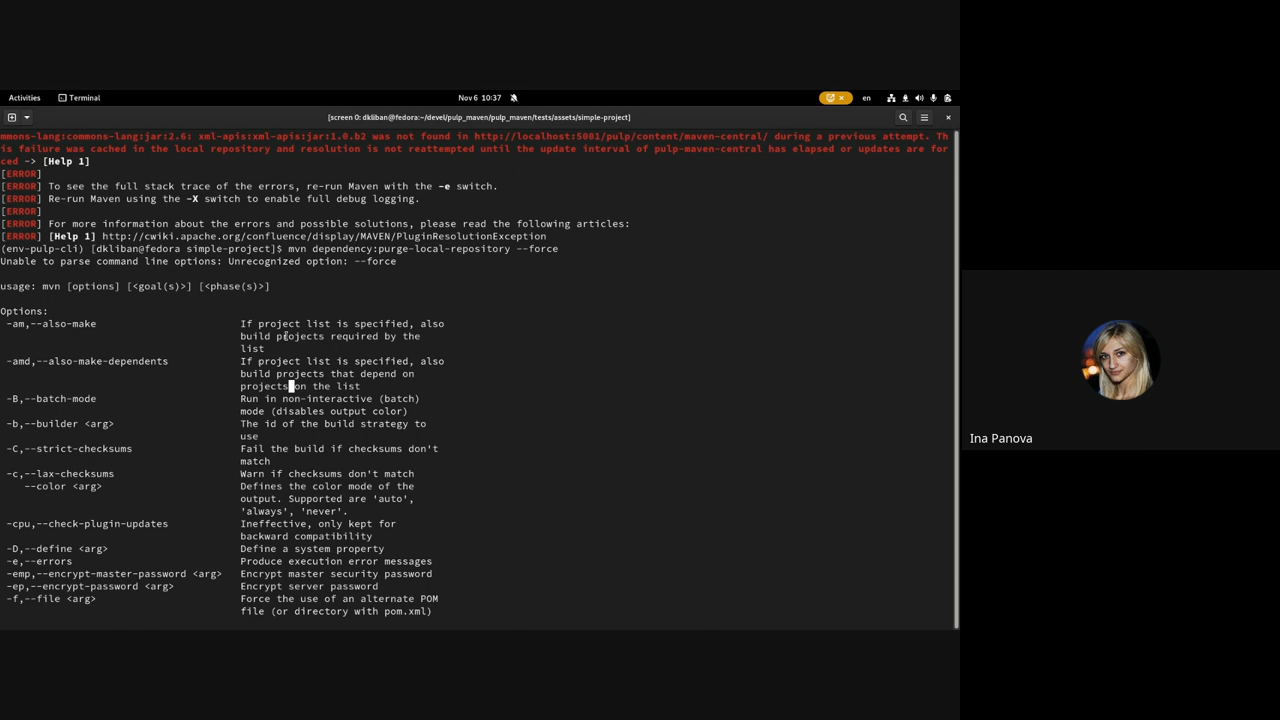 Activities
Terminal
Nov 6 10:37
en
[screen 0: dkliban@fedora:~/devel/pulp_maven/pulp_maven/tests/assets/simple-project]
mmons-lang:commons-lang:jar:2.6: xml-apis:xml-apis:jar:1.0.b2 was not found in http://localhost:5001/pulp/content/maven-central/ during a previous attempt. Th
is failure was cached in the local repository and resolution is not reattempted until the update interval of pulp-maven-central has elapsed or updates are for
ced -> [Help 1]
[ERROR]
[ERROR] To see the full stack trace of the errors, re-run Maven with the -e switch.
[ERROR] Re-run Maven using the -X switch to enable full debug logging.
[ERROR]
[ERROR] For more information about the errors and possible solutions, please read the following articles:
[ERROR] [Help 1] http://cwiki.apache.org/confluence/display/MAVEN/PluginResolutionException
(env-pulp-cli) [dkliban@fedora simple-project]$ mvn dependency:purge-local-repository --force
Unable to parse command line options: Unrecognized option: --force
usage: mvn [options] [<goal(s)>] [<phase(s)>]
Options:
-am,--also-make If project list is specified, also
build projects required by the
list
-amd,--also-make-dependents If project list is specified, also
build projects that depend on
projects on the list
-B,--batch-mode Run in non-interactive (batch)
mode (disables output color)
-b,--builder <arg> The id of the build strategy to
use
-C,--strict-checksums Fail the build if checksums don't
match
-c,--lax-checksums Warn if checksums don't match
--color <arg> Defines the color mode of the
output. Supported are 'auto',
'always', 'never'.
-cpu,--check-plugin-updates Ineffective, only kept for
backward compatibility
-D,--define <arg> Define a system property
-e,--errors Produce execution error messages
-emp,--encrypt-master-password <arg> Encrypt master security password
-ep,--encrypt-password <arg> Encrypt server password
-f,--file <arg> Force the use of an alternate POM
file (or directory with pom.xml)
Ina Panova